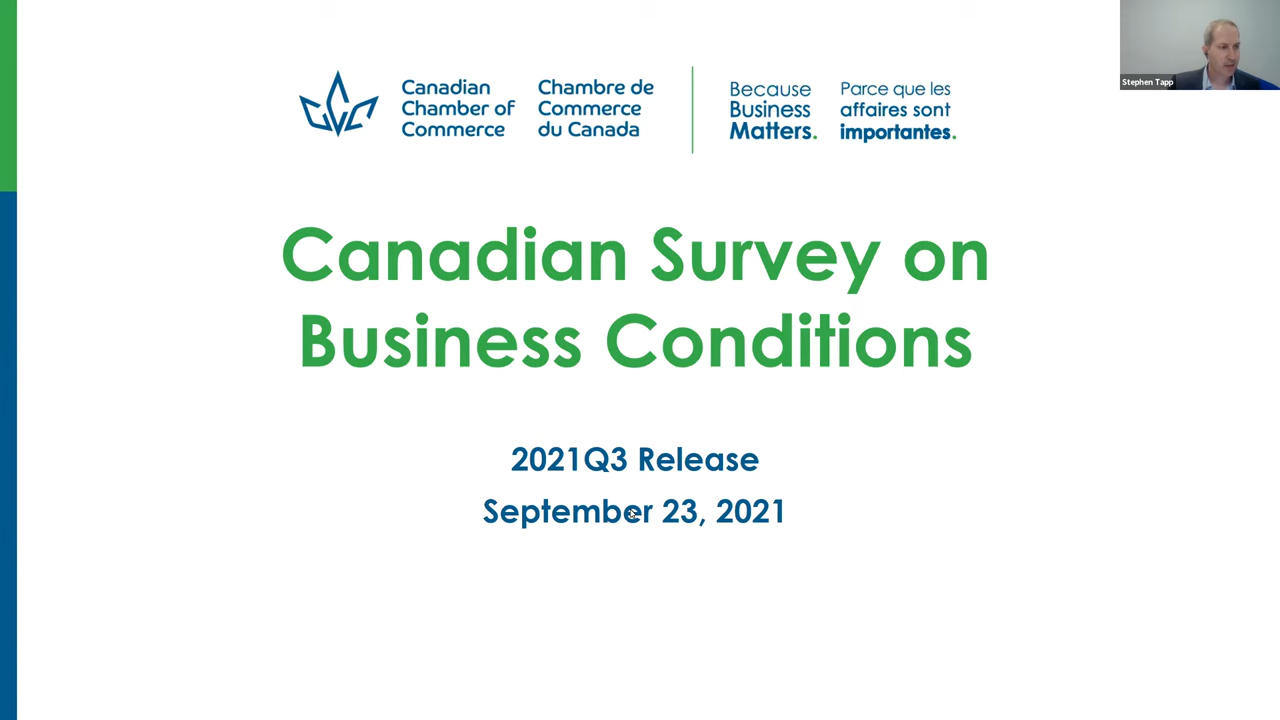 Canadian
Chamber of
Commerce
Chambre de
Commerce
du Canada
Because
Business
Matters.
Parce que les
affaires sont
importantes.
Stephen Tapp
Canadian Survey on
Business Conditions
2021Q3 Release
September 23, 2021